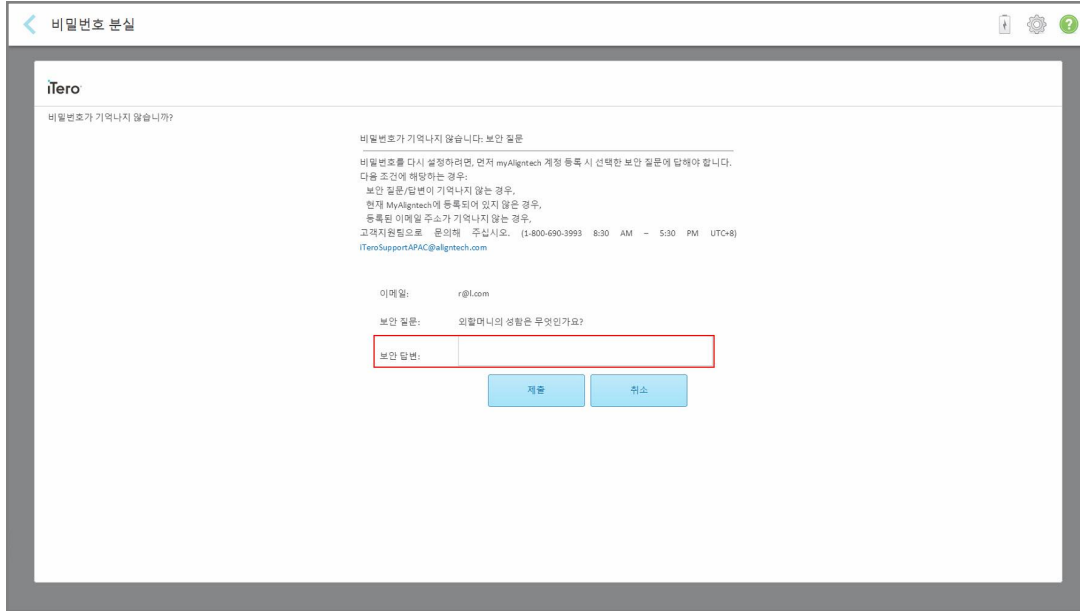 비밀번호 분실
?
iTero
비밀번호가 기억나지 않습니까?
비밀번호가 기억나지 않습니다: 보안 질문
비밀번호를 다시 설정하려면, 먼저 myAligntech 계정 등록 시 선택한 보안 질문에 답해야 합니다.
다음 조건에 해당하는 경우:
보안 질문/답변이 기억나지 않는 경우,
현재 MyAligntech에 등록되어 있지 않은 경우,
등록된 이메일 주소가 기억나지 않는 경우,
고객지원팀으로 문의해 주십시오. (1-800-690-3993 8:30 AM – 5:30 PM UTC+8)
iTeroSupportAPAC@aligntech.com
이메일: r@l.com
보안 질문: 외할머니의 성함은 무엇인가요?
보안 답변:
제출 취소